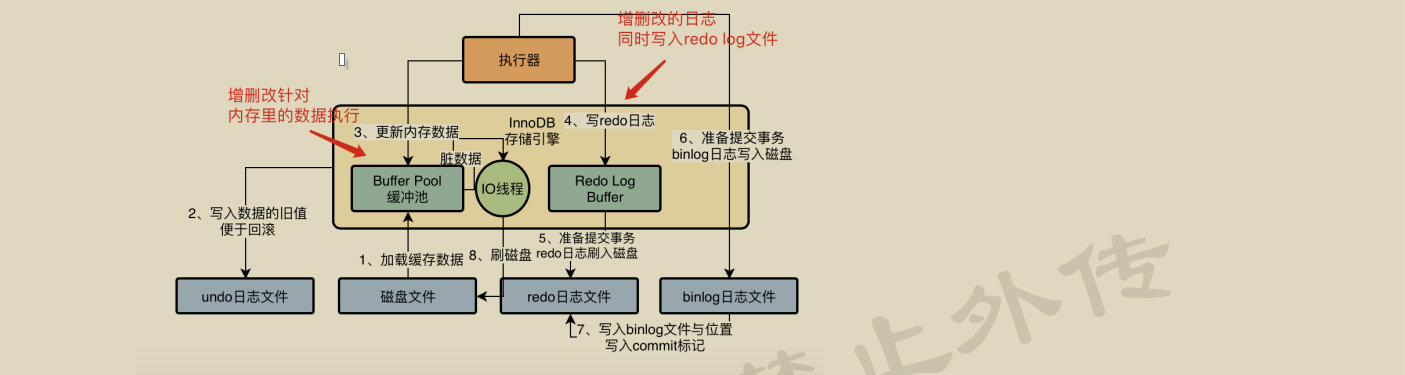 增删改的日志
同时写入redo log文件
执行器
增删改针对
内存里的数据执行
3、更新内存数据
InnoDB
存储引擎
4、写redo日志
6、准备提交事务
binlog日志写入磁盘
脏数据
Buffer Pool
缓冲池
IO线程
Redo Log
Buffer
2、写入数据的旧值
便于回滚
1、加载缓存数据
8、刷磁盘
5、准备提交事务
redo日志刷入磁盘
undo日志文件
磁盘文件
redo日志文件
binlog日志文件
7、写入binlog文件与位置
写入commit标记
禁止外传